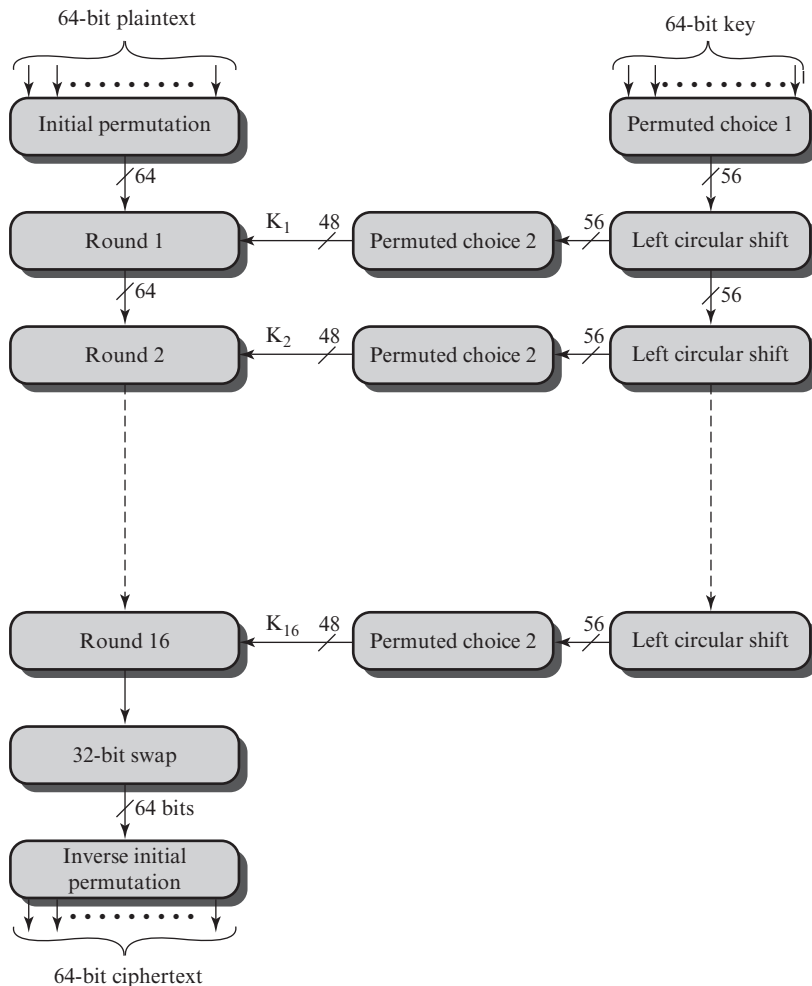 64-bit plaintext
64-bit key
Initial permutation
Permuted choice 1
64
56
Round 1
K₁
48
Permuted choice 2
56
Left circular shift
64
56
Round 2
K₂
48
Permuted choice 2
56
Left circular shift
Round 16
K₁₆
48
Permuted choice 2
56
Left circular shift
32-bit swap
64 bits
Inverse initial
permutation
64-bit ciphertext